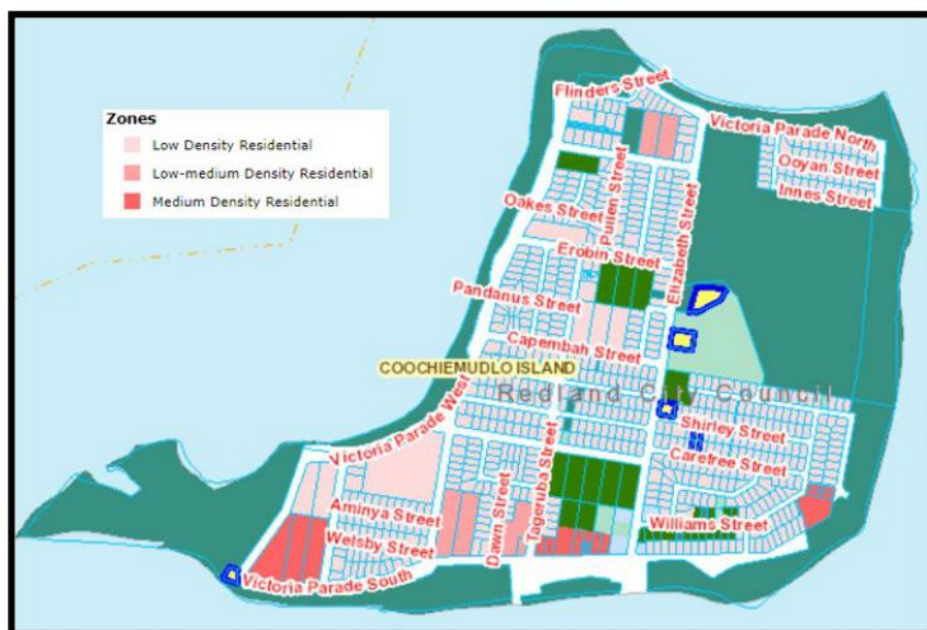 Zones
Low Density Residential
Low-medium Density Residential
Medium Density Residential
Flinders Street
Victoria Parade North
Ooyan Street
Innes Street
Pullen Street
Oakes Street
Elizabeth Street
Erobin Street
Pandanus Street
Capembah Street
COOCHIEMUDLO ISLAND
Redland City Council
Victoria Parade West
Shirley Street
Carefree Street
Tageruba Street
Aminya Street
Dawn Street
Williams Street
Welsby Street
Victoria Parade South